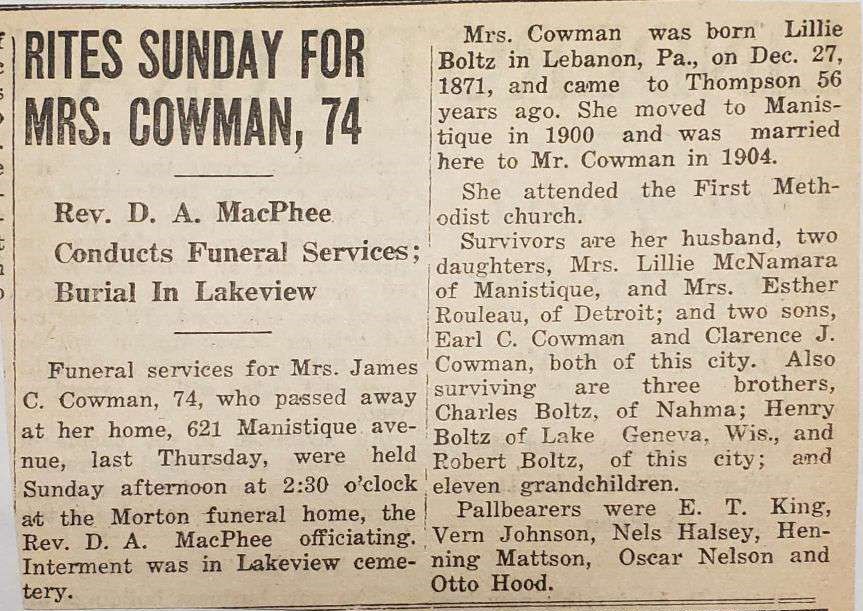 RITES SUNDAY FOR
MRS. COWMAN, 74
Rev. D. A. MacPhee
Conducts Funeral Services;
Burial In Lakeview
Funeral services for Mrs. James
C. Cowman, 74, who passed away
at her home, 621 Manistique ave-
nue, last Thursday, were held
Sunday afternoon at 2:30 o'clock
at the Morton funeral home, the
Rev. D. A. MacPhee officiating.
Interment was in Lakeview ceme-
tery.
Mrs. Cowman was born Lillie
Boltz in Lebanon, Pa., on Dec. 27,
1871, and came to Thompson 56
years ago. She moved to Manis-
tique in 1900 and was married
here to Mr. Cowman in 1904.
She attended the First Meth-
odist church.
Survivors are her husband, two
daughters, Mrs. Lillie McNamara
of Manistique, and Mrs. Esther
Rouleau, of Detroit; and two sons,
Earl C. Cowman and Clarence J.
Cowman, both of this city. Also
surviving are three brothers,
Charles Boltz, of Nahma; Henry
Boltz of Lake Geneva, Wis., and
Robert Boltz, of this city; and
eleven grandchildren.
Pallbearers were E. T. King,
Vern Johnson, Nels Halsey, Hen-
ning Mattson, Oscar Nelson and
Otto Hood.